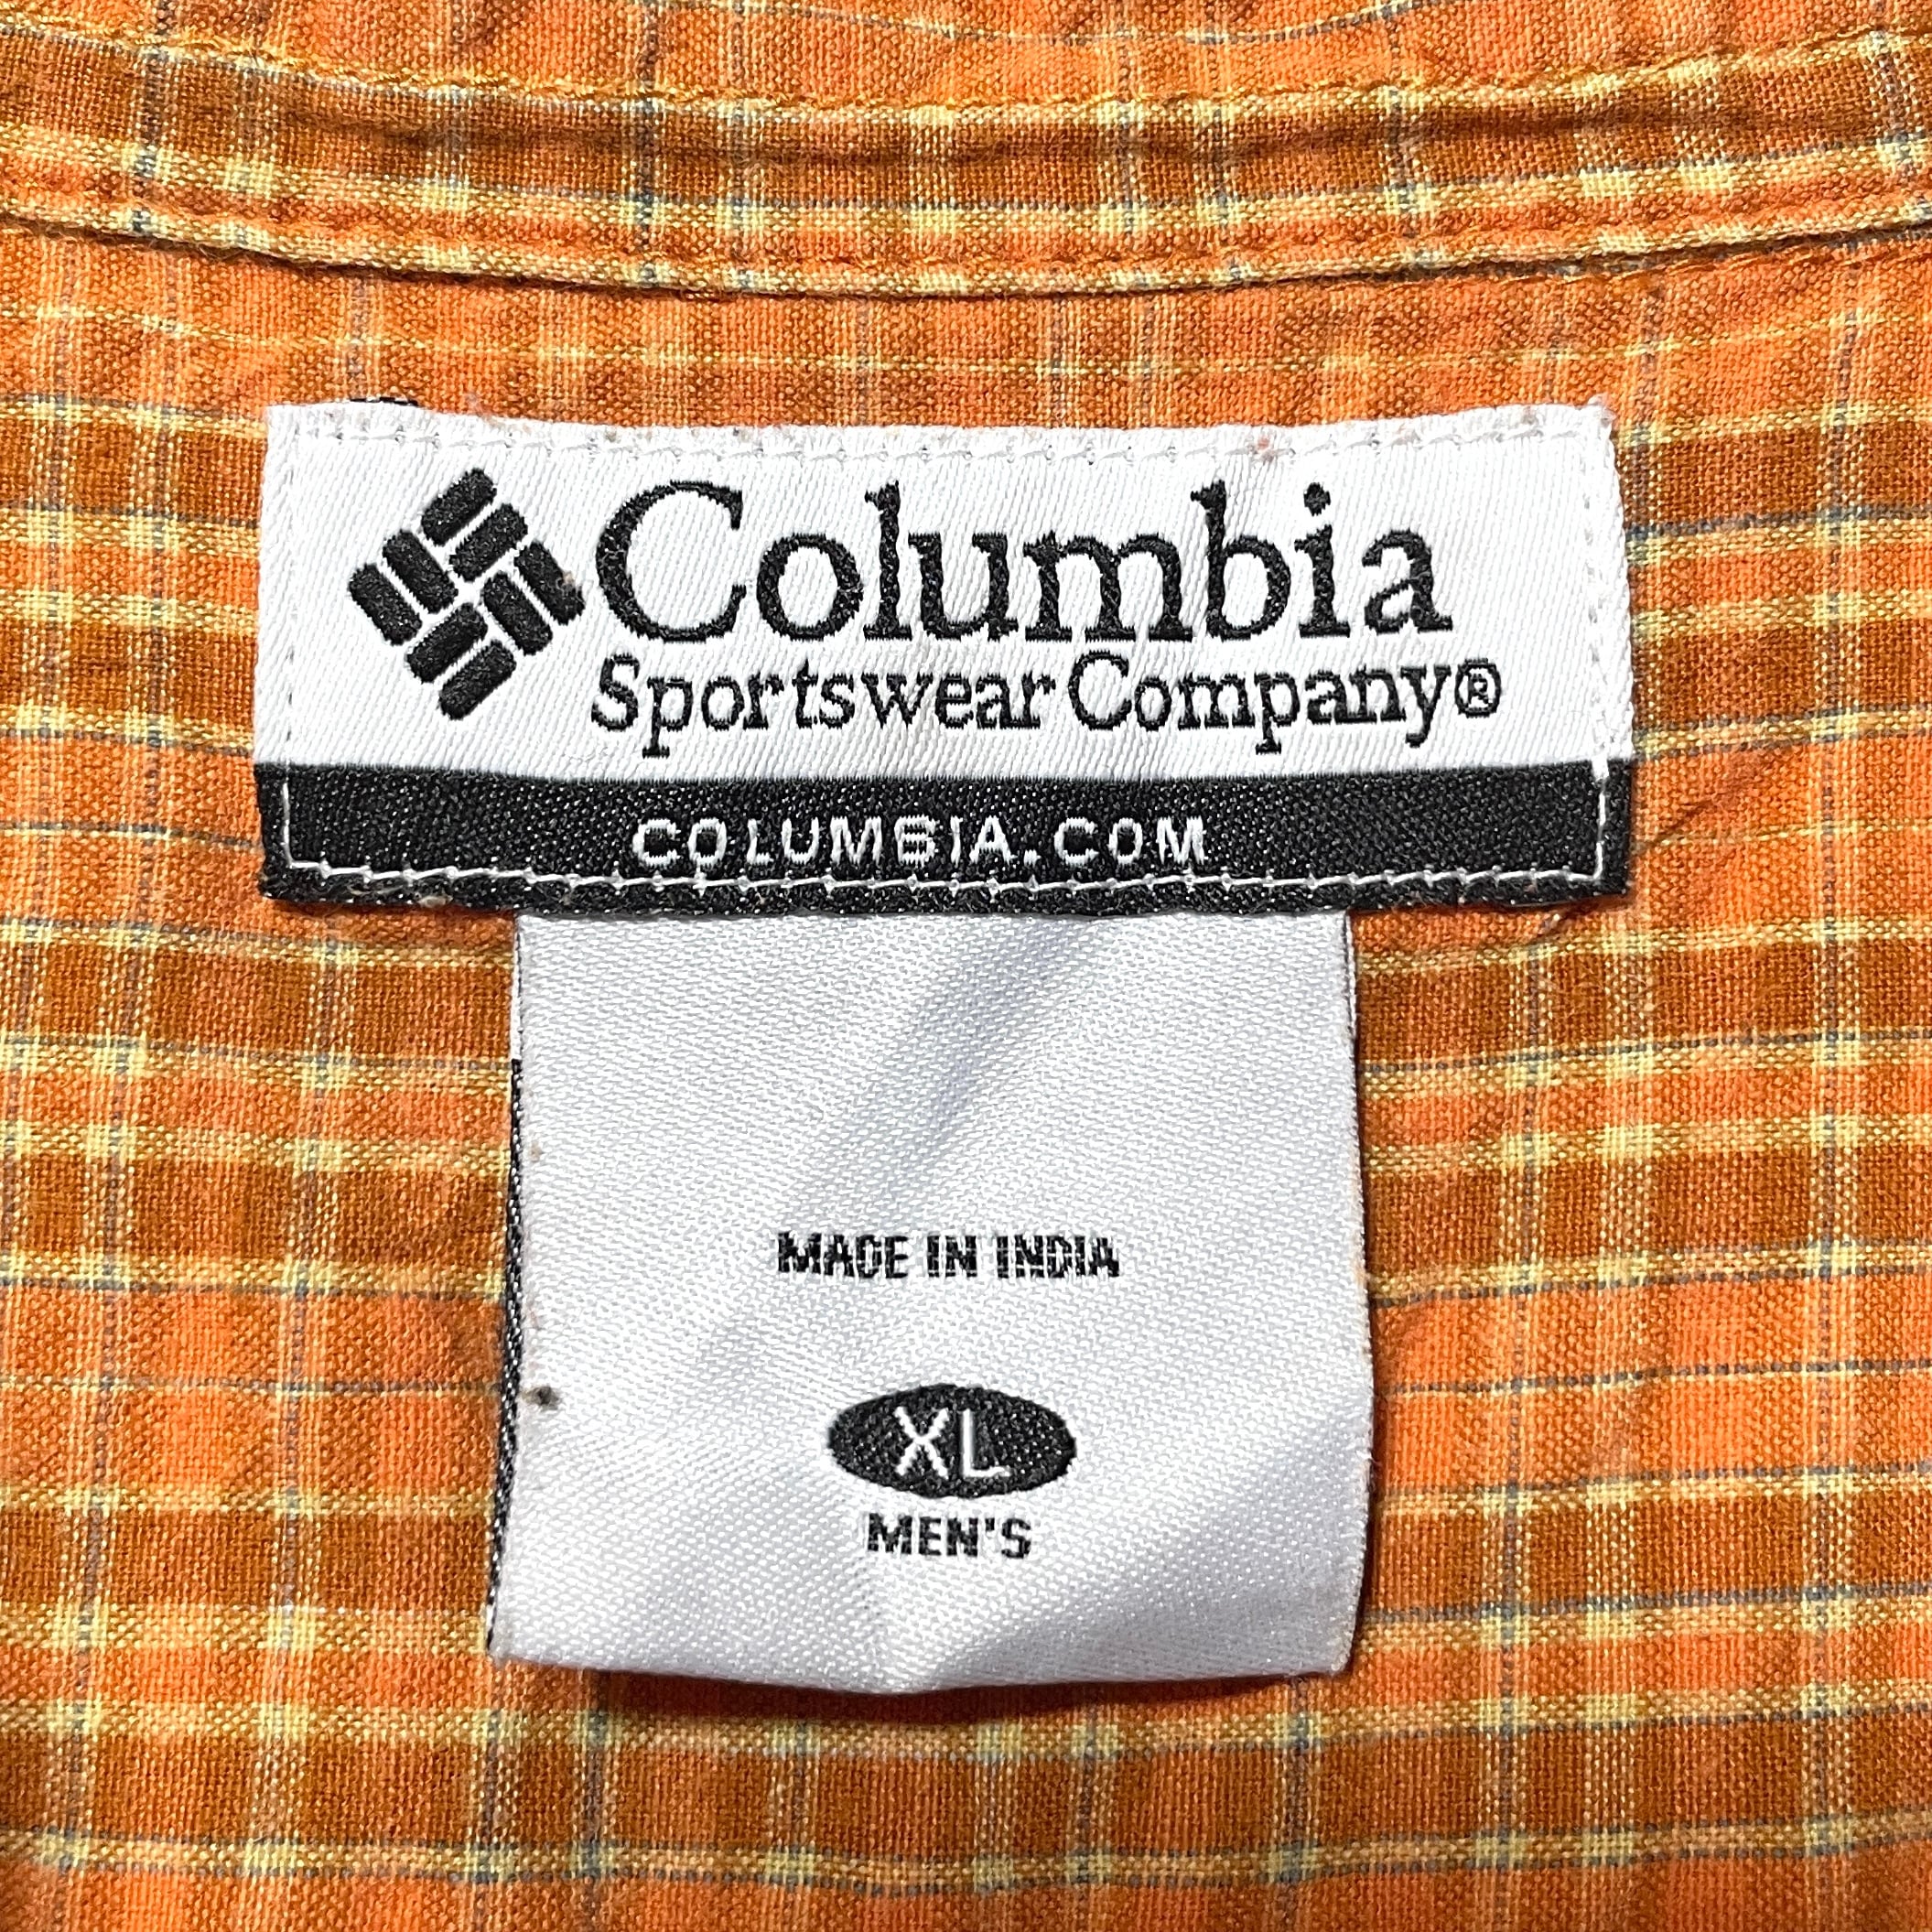 Columbia
Sportswear Company®
COLUMBIA.COM
MADE IN INDIA
XL
MEN'S